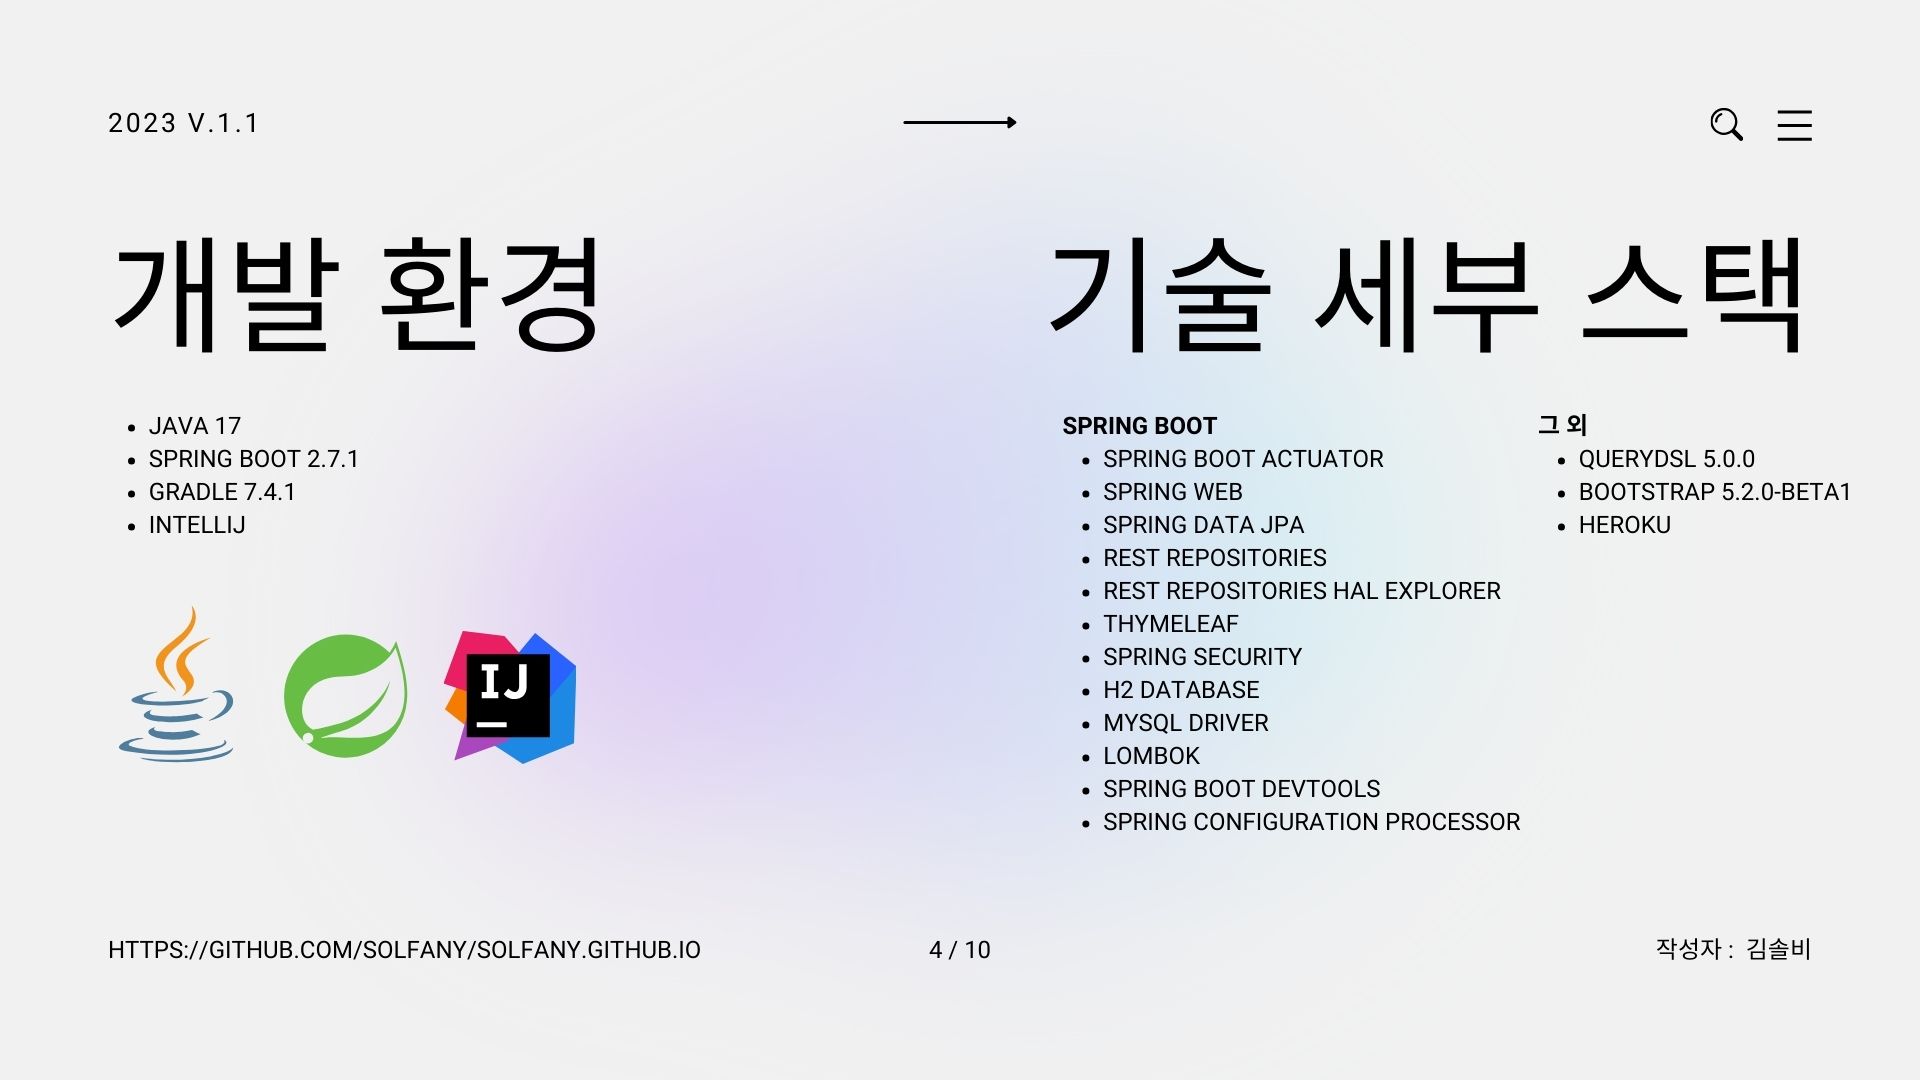 2023 V.1.1
개발 환경
JAVA 17
SPRING BOOT 2.7.1
GRADLE 7.4.1
INTELLIJ
IJ
기술 세부 스택
SPRING BOOT
SPRING BOOT ACTUATOR
SPRING WEB
SPRING DATA JPA
REST REPOSITORIES
REST REPOSITORIES HAL EXPLORER
THYMELEAF
SPRING SECURITY
H2 DATABASE
MYSQL DRIVER
LOMBOK
SPRING BOOT DEVTOOLS
SPRING CONFIGURATION PROCESSOR
그 외
QUERYDSL 5.0.0
BOOTSTRAP 5.2.0-BETA1
HEROKU
HTTPS://GITHUB.COM/SOLFANY/SOLFANY.GITHUB.IO
4 / 10
작성자 : 김솔비